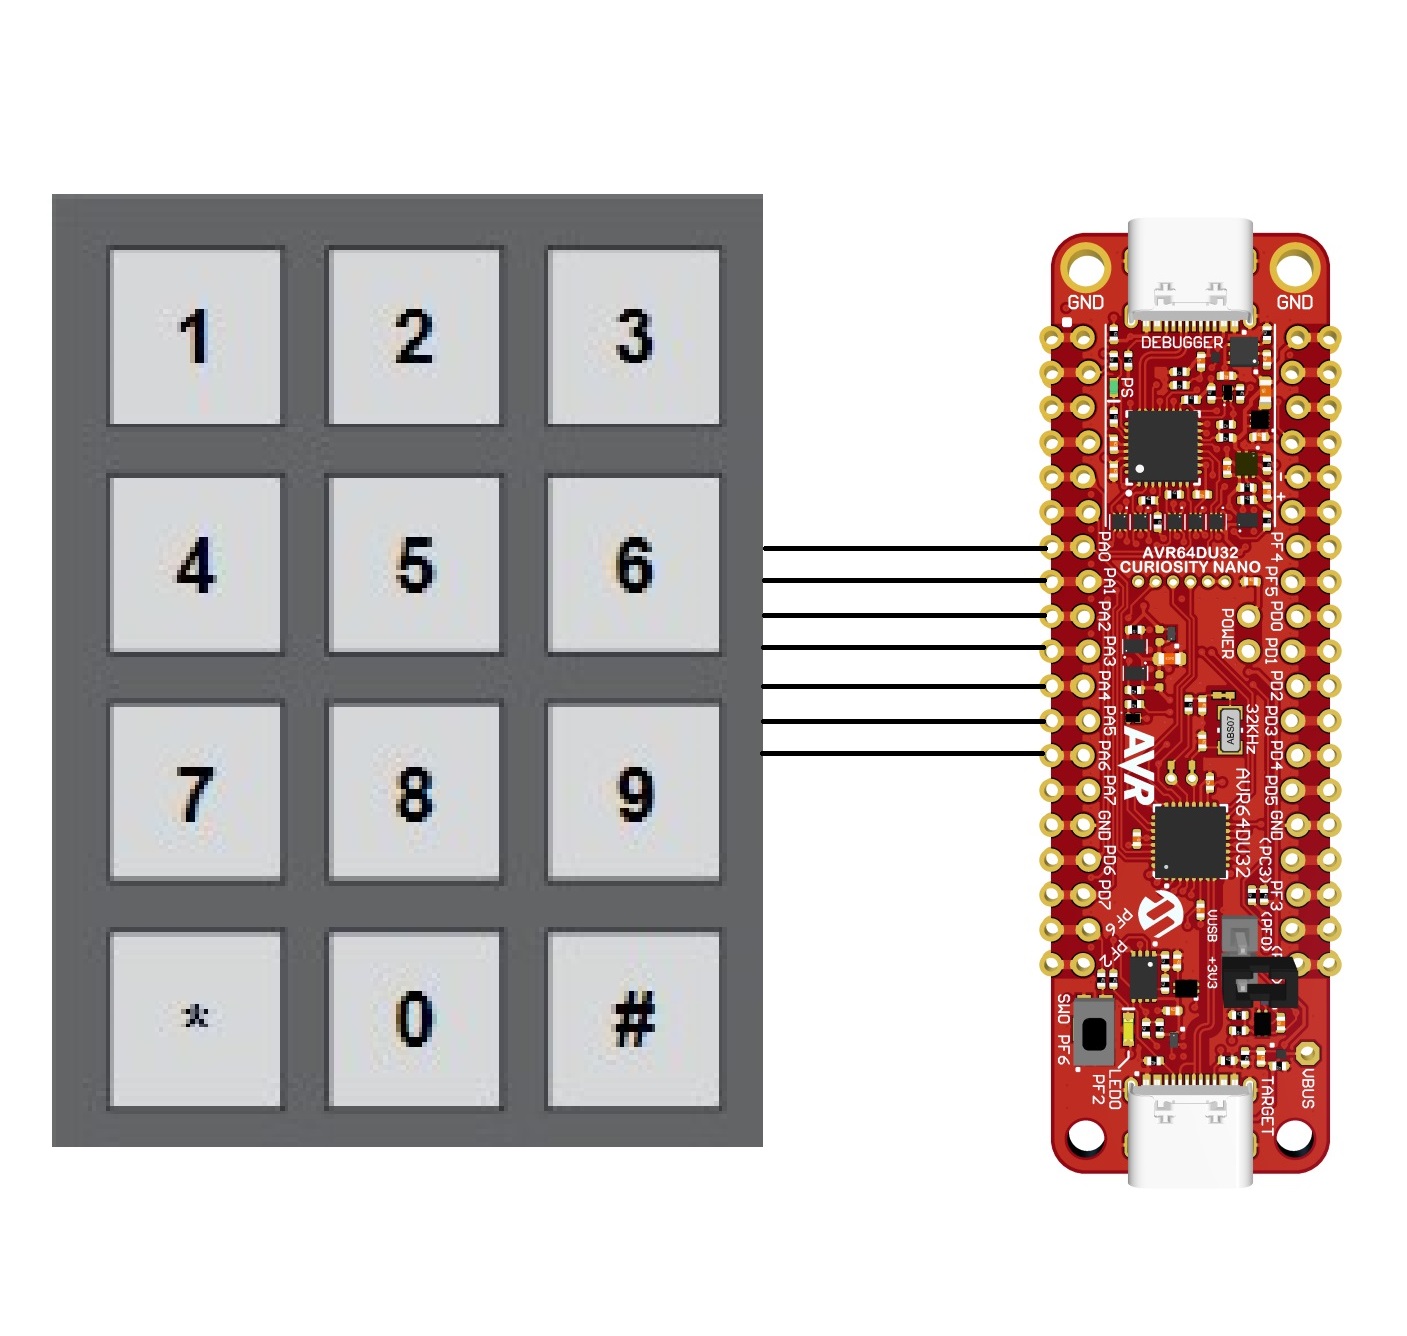 1 2 3
4 5 6
7 8 9
* 0 #
GND GND
DEBUGGER
PS
- +
AVR64DU32
CURIOSITY NANO
PA0
PA1
PA2
PA3
PA4
PA5
PA6
PA7
GND
PD6
PD7
PF6
PF2
POWER
PF4
PF5
PD0
PD1
PD2
PD3
PD4
PD5
GND
(PC3)
PF3
(PF0)
32KHz
ABS07
AVR
AVR64DU32
VUSB
+3V3
SW0 PF6
LED0
PF2
TARGET
VBUS